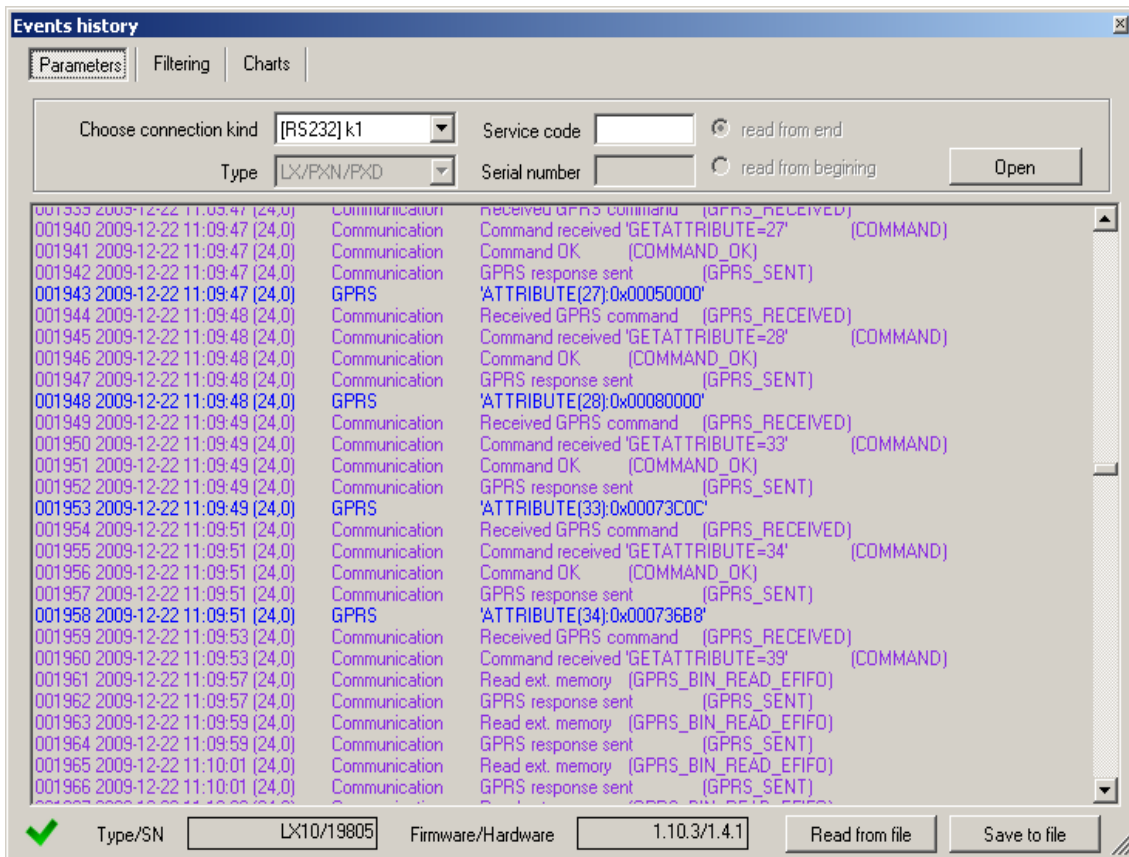 Events history
Parameters Filtering Charts
Choose connection kind [RS232] k1 Service code read from end
Type LX/PXN/PXD Serial number read from begining Open
001939 2009-12-22 11:09:47 (24,0) Communication Received GPRS command (GPRS_RECEIVED)
001940 2009-12-22 11:09:47 (24,0) Communication Command received 'GETATTRIBUTE=27' (COMMAND)
001941 2009-12-22 11:09:47 (24,0) Communication Command OK (COMMAND_OK)
001942 2009-12-22 11:09:47 (24,0) Communication GPRS response sent (GPRS_SENT)
001943 2009-12-22 11:09:47 (24,0) GPRS 'ATTRIBUTE(27):0x00050000'
001944 2009-12-22 11:09:48 (24,0) Communication Received GPRS command (GPRS_RECEIVED)
001945 2009-12-22 11:09:48 (24,0) Communication Command received 'GETATTRIBUTE=28' (COMMAND)
001946 2009-12-22 11:09:48 (24,0) Communication Command OK (COMMAND_OK)
001947 2009-12-22 11:09:48 (24,0) Communication GPRS response sent (GPRS_SENT)
001948 2009-12-22 11:09:48 (24,0) GPRS 'ATTRIBUTE(28):0x00080000'
001949 2009-12-22 11:09:49 (24,0) Communication Received GPRS command (GPRS_RECEIVED)
001950 2009-12-22 11:09:49 (24,0) Communication Command received 'GETATTRIBUTE=33' (COMMAND)
001951 2009-12-22 11:09:49 (24,0) Communication Command OK (COMMAND_OK)
001952 2009-12-22 11:09:49 (24,0) Communication GPRS response sent (GPRS_SENT)
001953 2009-12-22 11:09:49 (24,0) GPRS 'ATTRIBUTE(33):0x00073C0C'
001954 2009-12-22 11:09:51 (24,0) Communication Received GPRS command (GPRS_RECEIVED)
001955 2009-12-22 11:09:51 (24,0) Communication Command received 'GETATTRIBUTE=34' (COMMAND)
001956 2009-12-22 11:09:51 (24,0) Communication Command OK (COMMAND_OK)
001957 2009-12-22 11:09:51 (24,0) Communication GPRS response sent (GPRS_SENT)
001958 2009-12-22 11:09:51 (24,0) GPRS 'ATTRIBUTE(34):0x000736B8'
001959 2009-12-22 11:09:53 (24,0) Communication Received GPRS command (GPRS_RECEIVED)
001960 2009-12-22 11:09:53 (24,0) Communication Command received 'GETATTRIBUTE=39' (COMMAND)
001961 2009-12-22 11:09:57 (24,0) Communication Read ext. memory (GPRS_BIN_READ_EFIFO)
001962 2009-12-22 11:09:57 (24,0) Communication GPRS response sent (GPRS_SENT)
001963 2009-12-22 11:09:59 (24,0) Communication Read ext. memory (GPRS_BIN_READ_EFIFO)
001964 2009-12-22 11:09:59 (24,0) Communication GPRS response sent (GPRS_SENT)
001965 2009-12-22 11:10:01 (24,0) Communication Read ext. memory (GPRS_BIN_READ_EFIFO)
001966 2009-12-22 11:10:01 (24,0) Communication GPRS response sent (GPRS_SENT)
Type/SN LX10/19805 Firmware/Hardware 1.10.3/1.4.1 Read from file Save to file